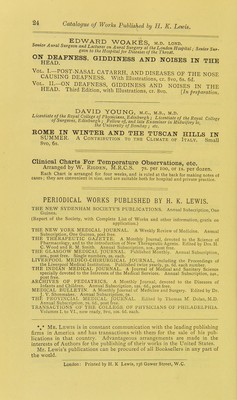 24 Catalogue of Works Published by H. K. Lewis.
EDWARD WOAKES, M.D. LOND.
Senior Aural Surgeon and Lecturer on Aural Surgery at the London Hospital; Senior Surgeon to the Hospital for Diseases of the Throat.
ON DEAFNESS, GIDDINESS AND NOISES IN THE
HEAD.
VOL. I.—POST-NASAL CATARRH, AND DISEASES OF THE NOSE
CAUSING DEAFNESS. With Illustrations, cr. 8vo, 6s. 6d.
VOL. II.—ON DEAFNESS, GIDDINESS AND NOISES IN THE
HEAD. Third Edition, with Illustrations, cr. 8vo. [In preparation.
DAVID YOUNG, M.C., M.B., M.D.
Licentiate of the Royal College of Physicians, Edinburgh; Licentiate of the Royal College
of Surgeons, Edinburgh; Fellow of, and late Examiner in Midwifery to,
the University of Bombay; etc.
ROME IN WINTER AND THE TUSCAN HILLS IN
SUMMER. A CONTRIBUTION TO THE CLIMATE OF ITALY. Small
8vo, 6s.
Clinical Charts For Temperature Observations, etc.
Arranged by W. RIGDEN, M.R.C.S. 7s. per 100, or 1s. per dozen.
Each Chart is arranged for four weeks, and is ruled at the back for making notes of
cases; they are convenient in size, and are suitable both for hospital and private practice.
PERIODICAL WORKS PUBLISHED BY H. K. LEWIS.
THE NEW SYDENHAM SOCIETY'S PUBLICATIONS. Annual Subscription, One
Guinea.
(Report of the Society, with Complete List of Works and other information, gratis on
application.)
THE NEW YORK MEDICAL JOURNAL. A Weekly Review of Medicine. Annual
Subscription, One Guinea, post free.
THE THERAPEUTIC GAZETTE. A Monthly Journal, devoted to the Science of
Pharmacology, and to the introduction of New Therapeutic Agents. Edited by Drs. H.
C. Wood and R. M. Smith. Annual Subscription, 10s., post free.
THE GLASGOW MEDICAL JOURNAL. Published Monthly. Annual Subscription,
20s., post free. Single numbers, 2s. each.
LIVERPOOL MEDICO-CHIRURGICAL JOURNAL, including the Proceedings of
the Liverpool Medical Institution. Published twice yearly, 3s. 6d. each number.
THE INDIAN MEDICAL JOURNAL. A Journal of Medical and Sanitary Science
specially devoted to the Interests of the Medical Services. Annual Subscription,
post free.
ARCHIVES OF PEDIATRICS. A Monthly Journal, devoted to the Diseases of
Infants and Children. Annual Subscription, 12s. 6d., post free.
MEDICAL BULLETIN. A Monthly Journal of Medicine and Surgery. Edited by Dr.
J. V. Shoemaker. Annual Subscription,
THE PROVINCIAL MEDICAL JOURNAL. Edited by Thomas M. Dolan, M.D.
Annual Subscription,
TRANSACTIONS OF THE COLLEGE OF PHYSICIANS OF PHILADELPHIA.
Volumes I. to VI., now ready, 8vo, 10s. 6d. each.
*⁎* MR. LEWIS is in constant communication with the leading publishing
firms in America and has transactions with them for the sale of his publications in that country. Advantageous arrangements are made in the
interests of Authors for the publishing of their works in the United States.
MR. LEWIS's publications can be procured of all Booksellers in any part of
the world.
London: Printed by H. K. Lewis, 136 Gower Street, W.C.